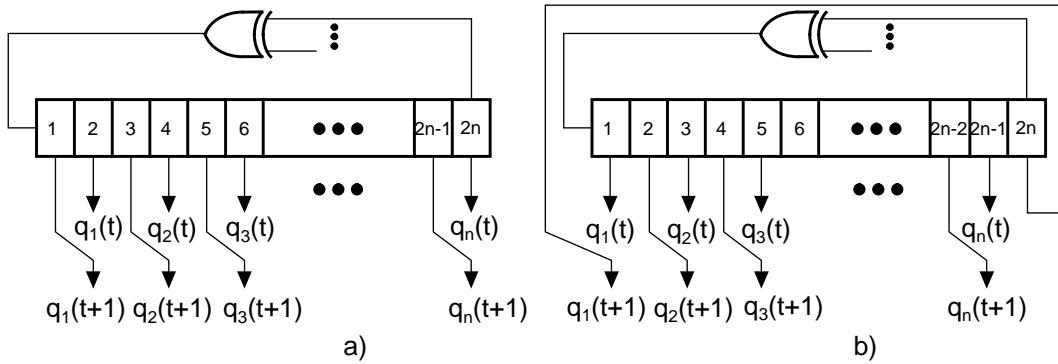 1 2 3 4 5 6 2n-1 2n
q₁(t) q₂(t) q₃(t) qₙ(t)
q₁(t+1) q₂(t+1) q₃(t+1) qₙ(t+1)
a)
1 2 3 4 5 6 2n-2 2n-1 2n
q₁(t) q₂(t) q₃(t) qₙ(t)
q₁(t+1) q₂(t+1) q₃(t+1) qₙ(t+1)
b)